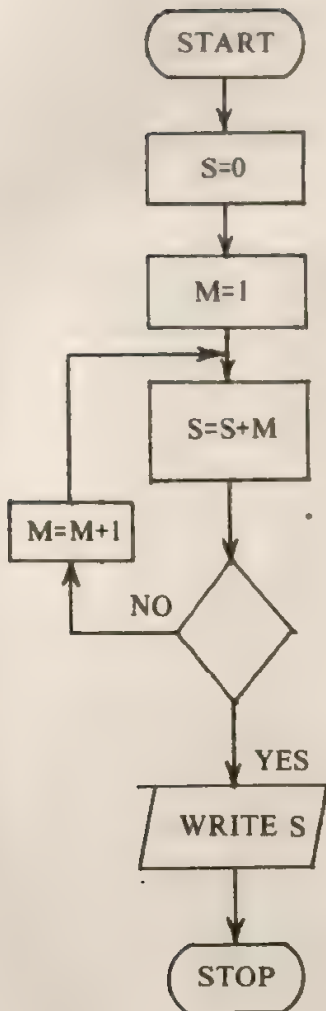 START
S=0
M=1
S=S+M
M=M+1
NO
YES
WRITE S
STOP